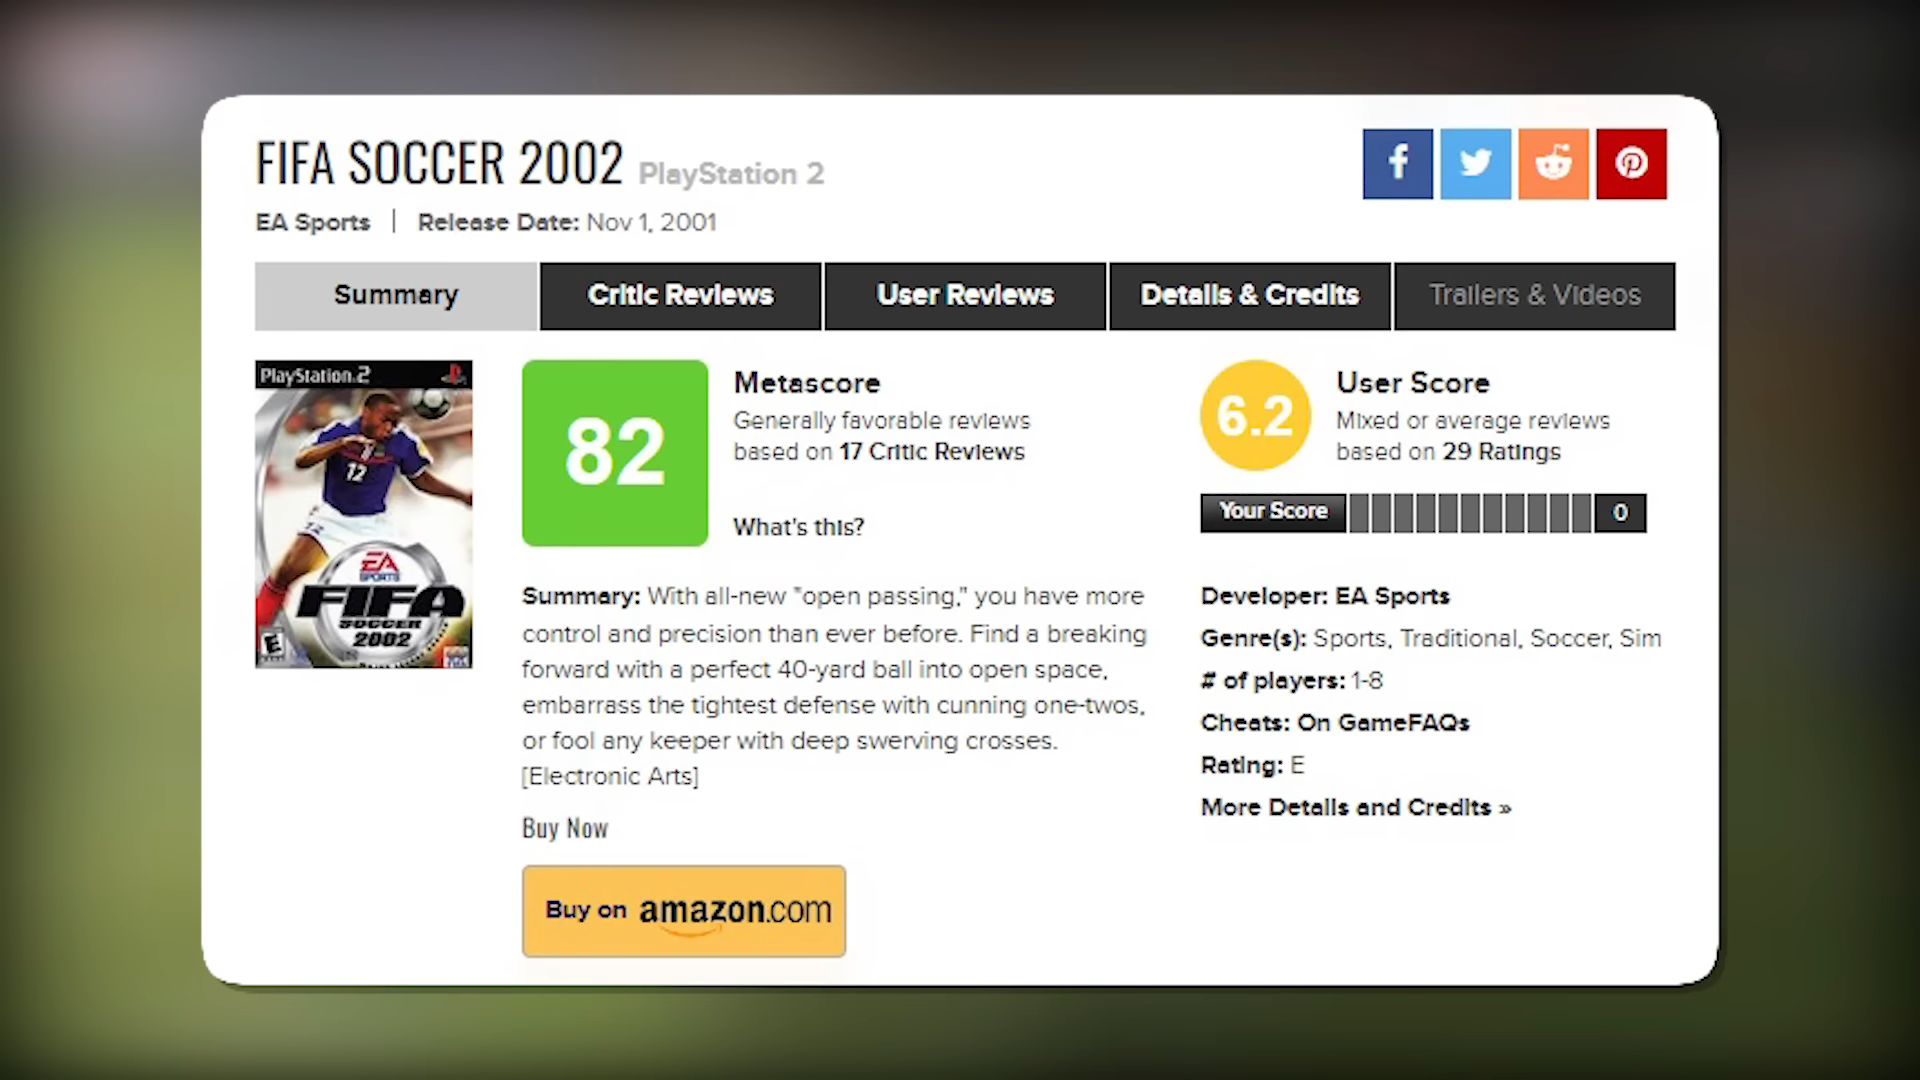 FIFA SOCCER 2002 PlayStation 2
EA Sports | Release Date: Nov 1, 2001
Summary
Critic Reviews
User Reviews
Details & Credits
Trailers & Videos
PlayStation.2
12
12
EA
SPORTS
FIFA
SOCCER
2002
E
82
Metascore
Generally favorable reviews
based on 17 Critic Reviews
What's this?
6.2
User Score
Mixed or average reviews
based on 29 Ratings
Your Score
0
Summary: With all-new "open passing," you have more
control and precision than ever before. Find a breaking
forward with a perfect 40-yard ball into open space,
embarrass the tightest defense with cunning one-twos,
or fool any keeper with deep swerving crosses.
[Electronic Arts]
Buy Now
Buy on amazon.com
Developer: EA Sports
Genre(s): Sports, Traditional, Soccer, Sim
# of players: 1-8
Cheats: On GameFAQs
Rating: E
More Details and Credits »